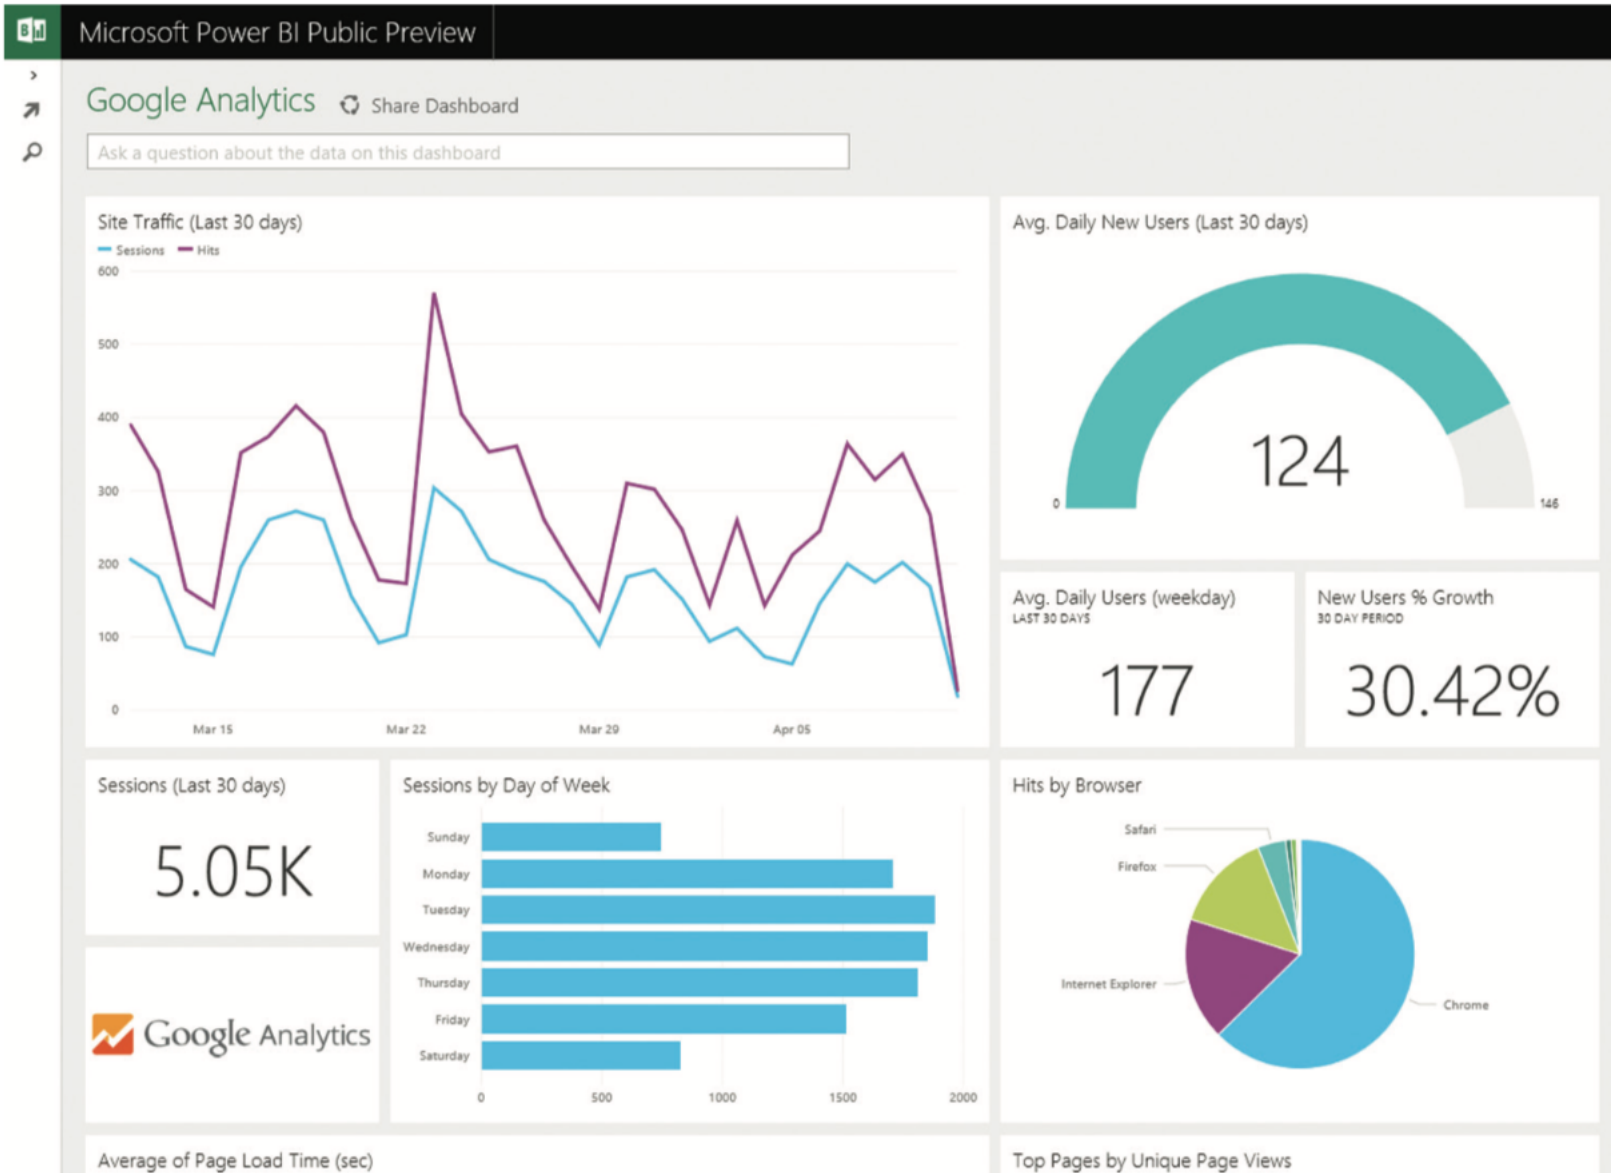 Microsoft Power BI Public Preview
Google Analytics
Share Dashboard
Ask a question about the data on this dashboard
Site Traffic (Last 30 days)
Sessions Hits
600
500
400
300
200
100
0
Mar 15 Mar 22 Mar 29 Apr 05
Avg. Daily New Users (Last 30 days)
124
0 146
Avg. Daily Users (weekday)
LAST 30 DAYS
177
New Users % Growth
30 DAY PERIOD
30.42%
Sessions (Last 30 days)
5.05K
Google Analytics
Sessions by Day of Week
Sunday
Monday
Tuesday
Wednesday
Thursday
Friday
Saturday
0 500 1000 1500 2000
Hits by Browser
Safari
Firefox
Internet Explorer
Chrome
Average of Page Load Time (sec)
Top Pages by Unique Page Views